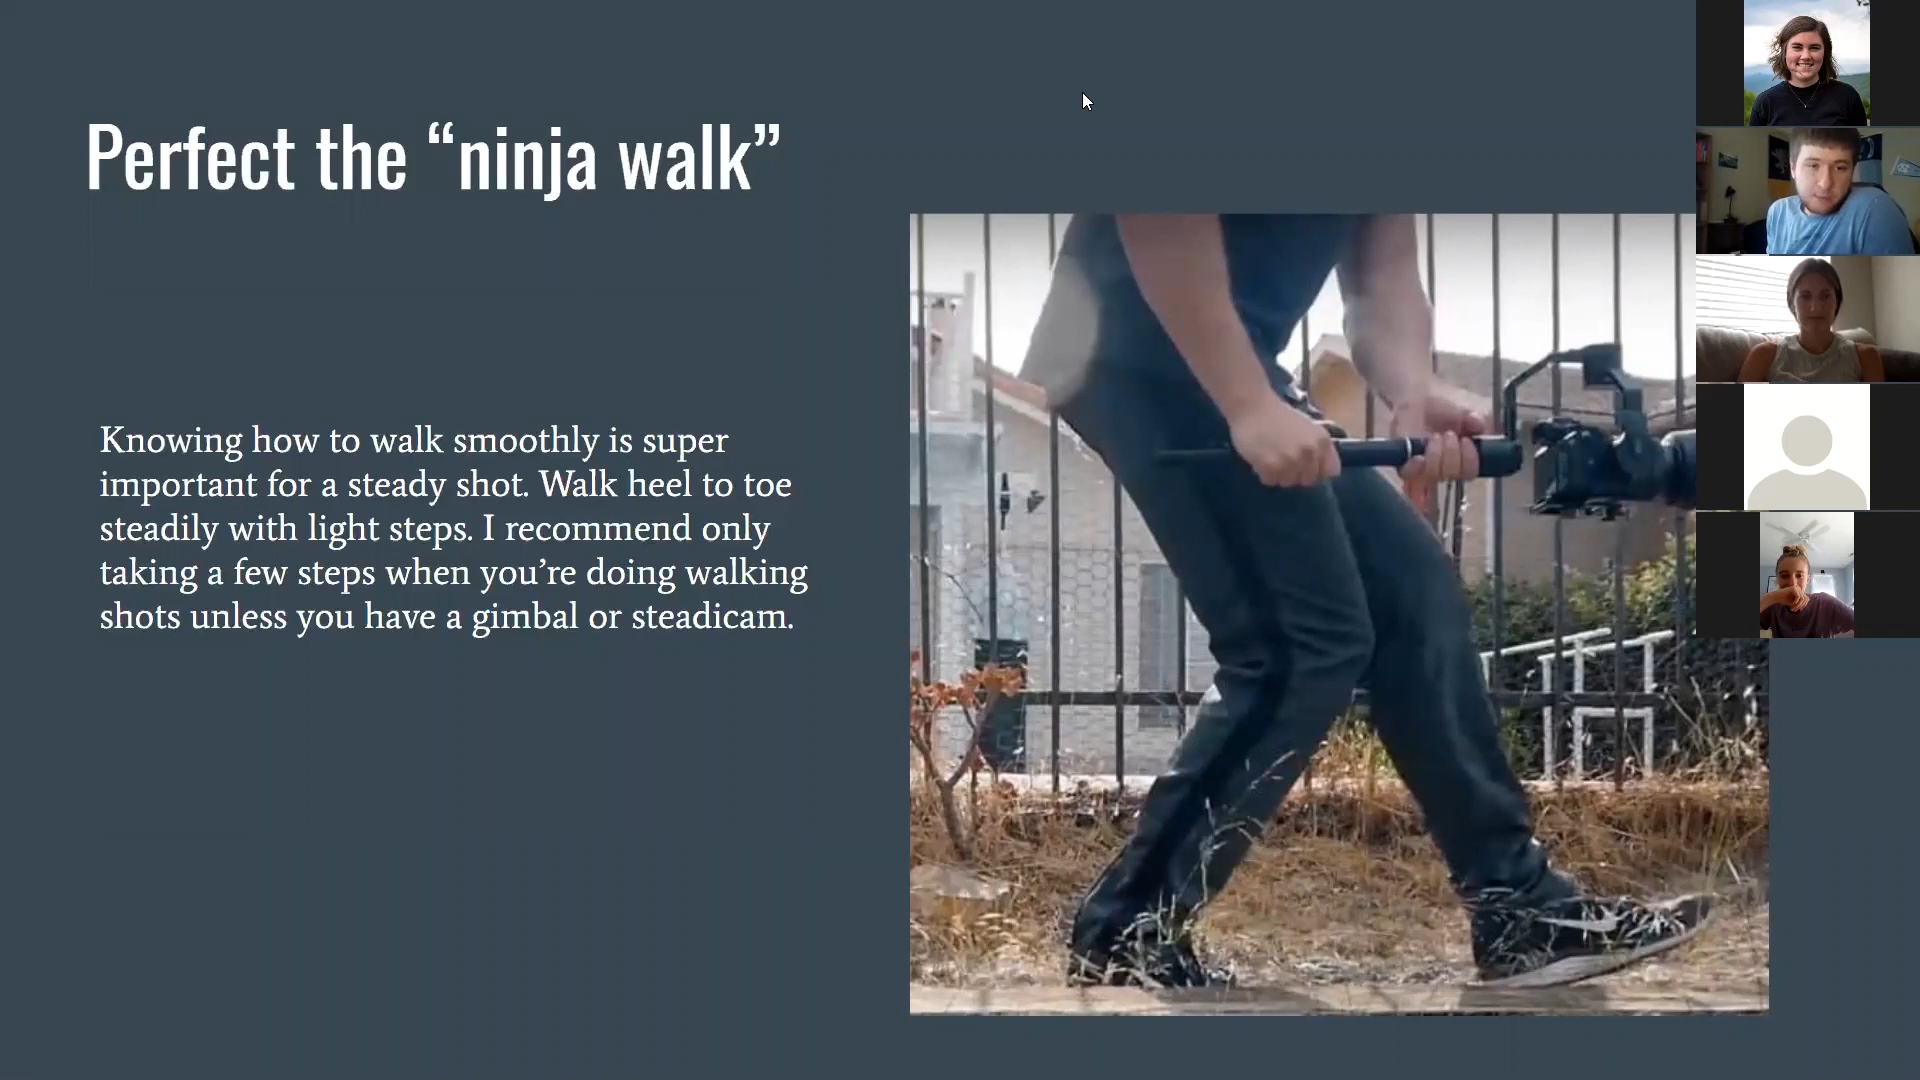 Perfect the “ninja walk”
Knowing how to walk smoothly is super
important for a steady shot. Walk heel to toe
steadily with light steps. I recommend only
taking a few steps when you’re doing walking
shots unless you have a gimbal or steadicam.